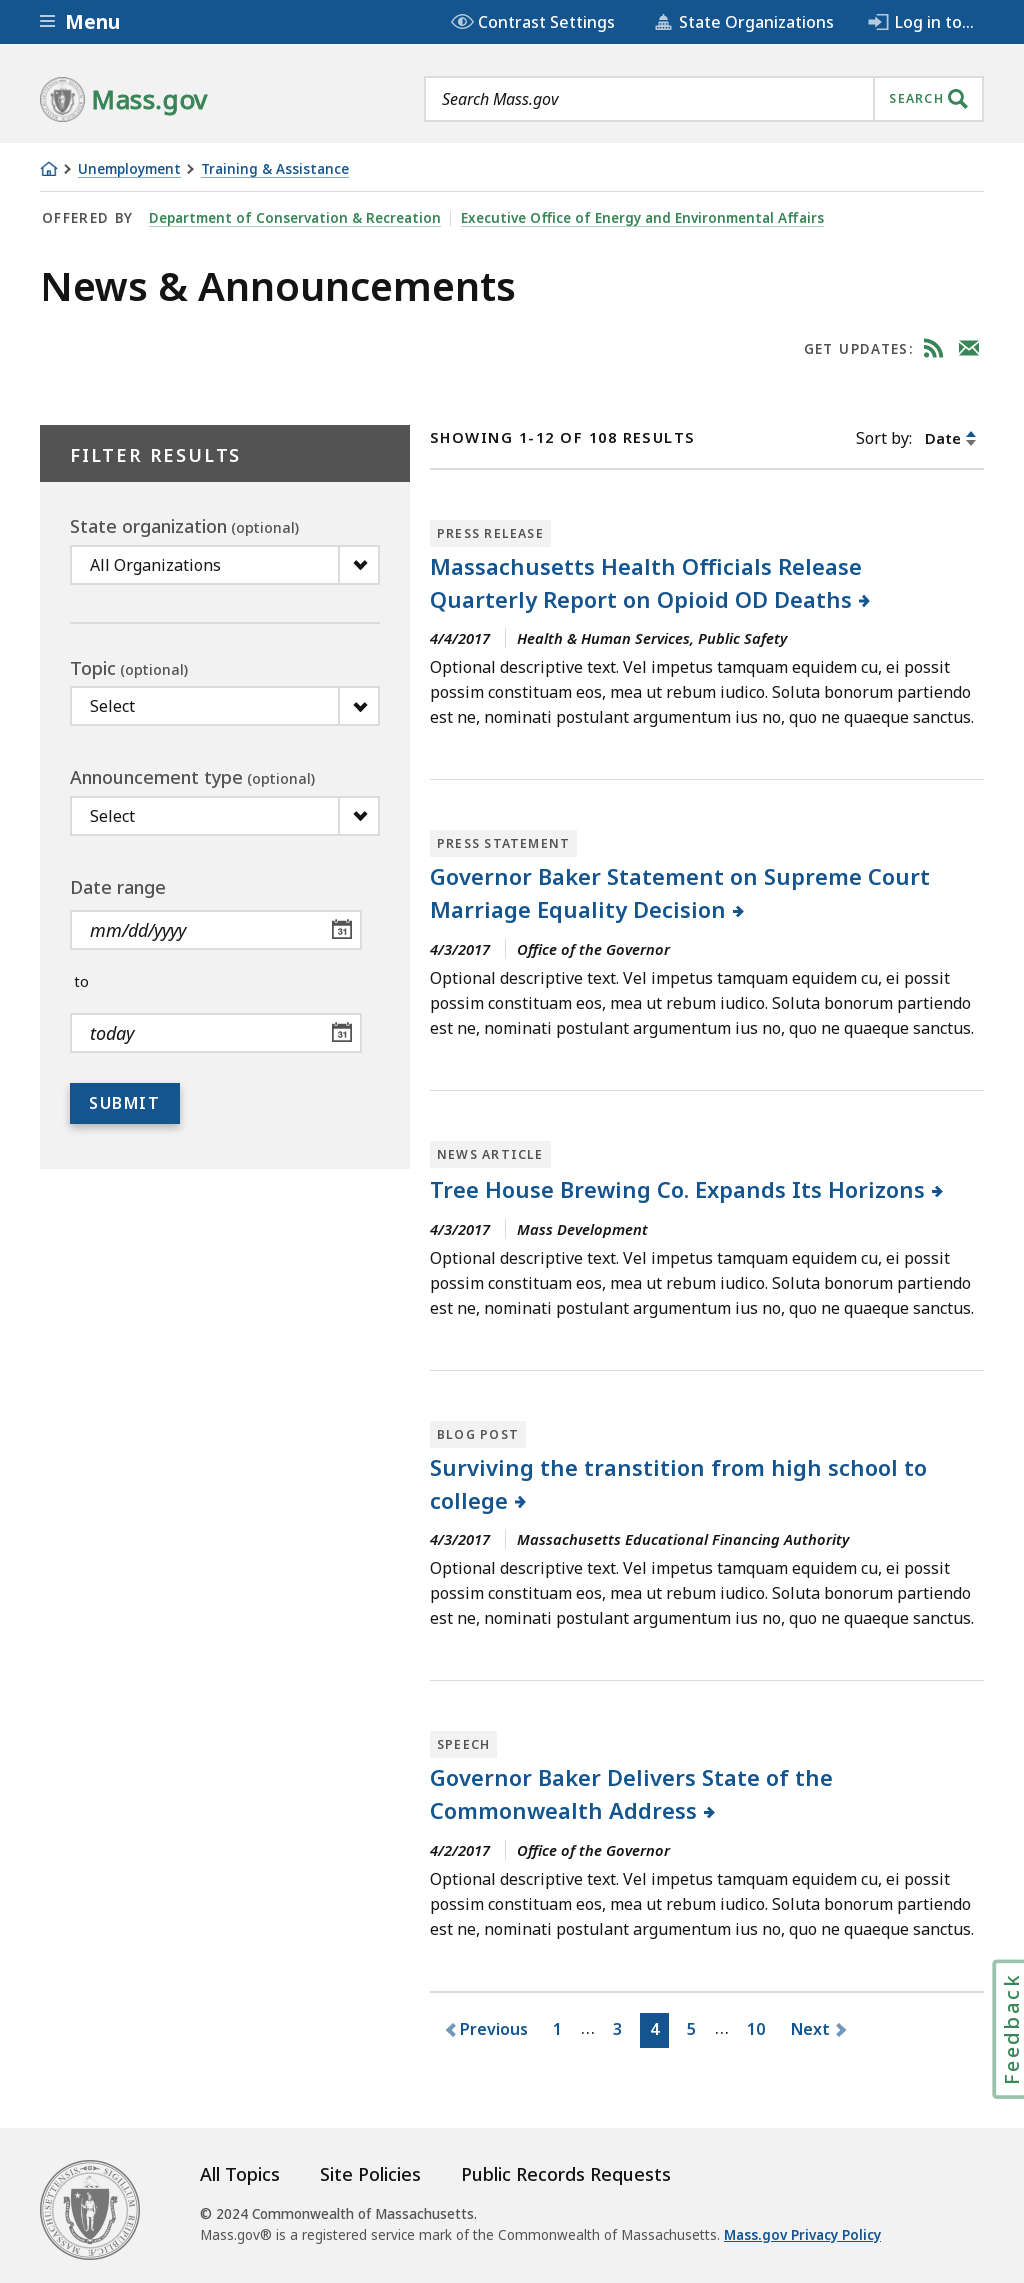 Menu
Contrast Settings
State Organizations
Log in to...
Mass.gov
Search Mass.gov
SEARCH
Unemployment
Training & Assistance
OFFERED BY
Department of Conservation & Recreation
Executive Office of Energy and Environmental Affairs
News & Announcements
GET UPDATES:
FILTER RESULTS
State organization (optional)
All Organizations
Topic (optional)
Select
Announcement type (optional)
Select
Date range
mm/dd/yyyy
31
to
today
31
SUBMIT
SHOWING 1-12 OF 108 RESULTS
Sort by: Date
PRESS RELEASE
Massachusetts Health Officials Release
Quarterly Report on Opioid OD Deaths
4/4/2017
Health & Human Services, Public Safety
Optional descriptive text. Vel impetus tamquam equidem cu, ei possit
possim constituam eos, mea ut rebum iudico. Soluta bonorum partiendo
est ne, nominati postulant argumentum ius no, quo ne quaeque sanctus.
PRESS STATEMENT
Governor Baker Statement on Supreme Court
Marriage Equality Decision
4/3/2017
Office of the Governor
Optional descriptive text. Vel impetus tamquam equidem cu, ei possit
possim constituam eos, mea ut rebum iudico. Soluta bonorum partiendo
est ne, nominati postulant argumentum ius no, quo ne quaeque sanctus.
NEWS ARTICLE
Tree House Brewing Co. Expands Its Horizons
4/3/2017
Mass Development
Optional descriptive text. Vel impetus tamquam equidem cu, ei possit
possim constituam eos, mea ut rebum iudico. Soluta bonorum partiendo
est ne, nominati postulant argumentum ius no, quo ne quaeque sanctus.
BLOG POST
Surviving the transtition from high school to
college
4/3/2017
Massachusetts Educational Financing Authority
Optional descriptive text. Vel impetus tamquam equidem cu, ei possit
possim constituam eos, mea ut rebum iudico. Soluta bonorum partiendo
est ne, nominati postulant argumentum ius no, quo ne quaeque sanctus.
SPEECH
Governor Baker Delivers State of the
Commonwealth Address
4/2/2017
Office of the Governor
Optional descriptive text. Vel impetus tamquam equidem cu, ei possit
possim constituam eos, mea ut rebum iudico. Soluta bonorum partiendo
est ne, nominati postulant argumentum ius no, quo ne quaeque sanctus.
Previous 1 ... 3 4 5 ... 10 Next
Feedback
All Topics
Site Policies
Public Records Requests
© 2024 Commonwealth of Massachusetts.
Mass.gov® is a registered service mark of the Commonwealth of Massachusetts. Mass.gov Privacy Policy